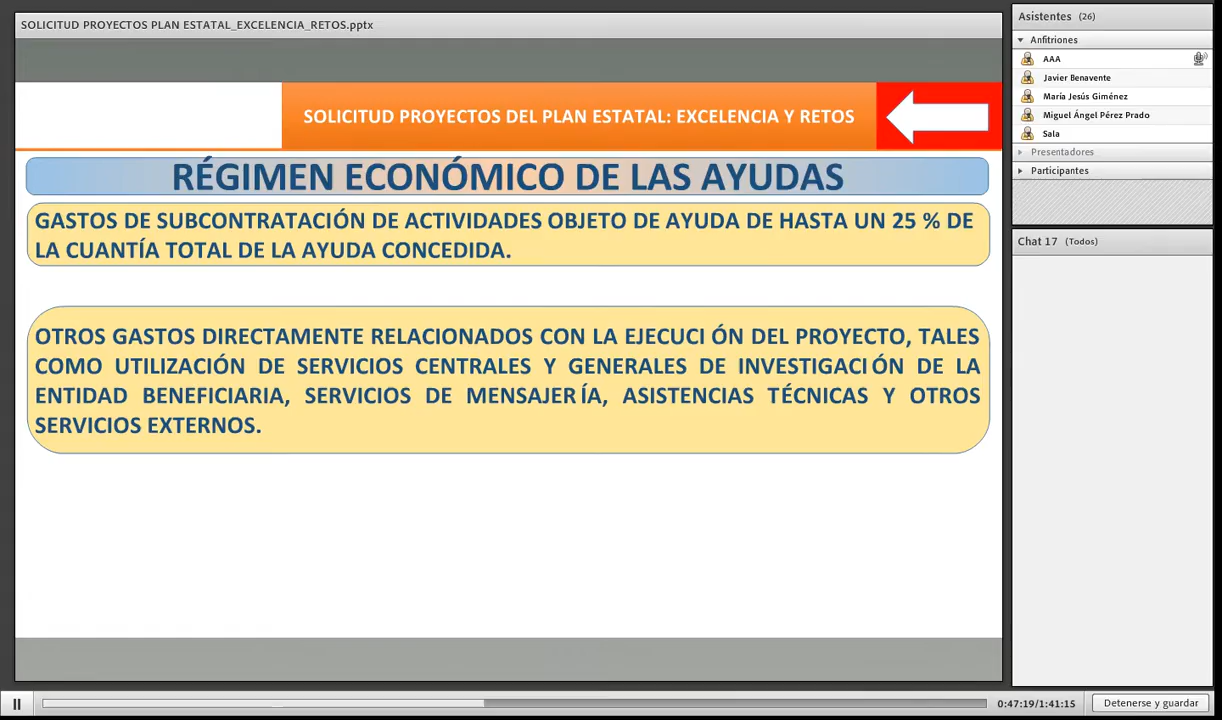 SOLICITUD PROYECTOS PLAN ESTATAL_EXCELENCIA_RETOS.pptx
SOLICITUD PROYECTOS DEL PLAN ESTATAL: EXCELENCIA Y RETOS
RÉGIMEN ECONÓMICO DE LAS AYUDAS
GASTOS DE SUBCONTRATACIÓN DE ACTIVIDADES OBJETO DE AYUDA DE HASTA UN 25 % DE
LA CUANTÍA TOTAL DE LA AYUDA CONCEDIDA.
OTROS GASTOS DIRECTAMENTE RELACIONADOS CON LA EJECUCI ÓN DEL PROYECTO, TALES
COMO UTILIZACIÓN DE SERVICIOS CENTRALES Y GENERALES DE INVESTIGACIÓN DE LA
ENTIDAD BENEFICIARIA, SERVICIOS DE MENSAJERÍA, ASISTENCIAS TÉCNICAS Y OTROS
SERVICIOS EXTERNOS.
Asistentes (26)
Anfitriones
AAA
Javier Benavente
María Jesús Giménez
Miguel Ángel Pérez Prado
Sala
Presentadores
Participantes
Chat 17 (Todos)
0:47:19/1:41:15
Detenerse y guardar